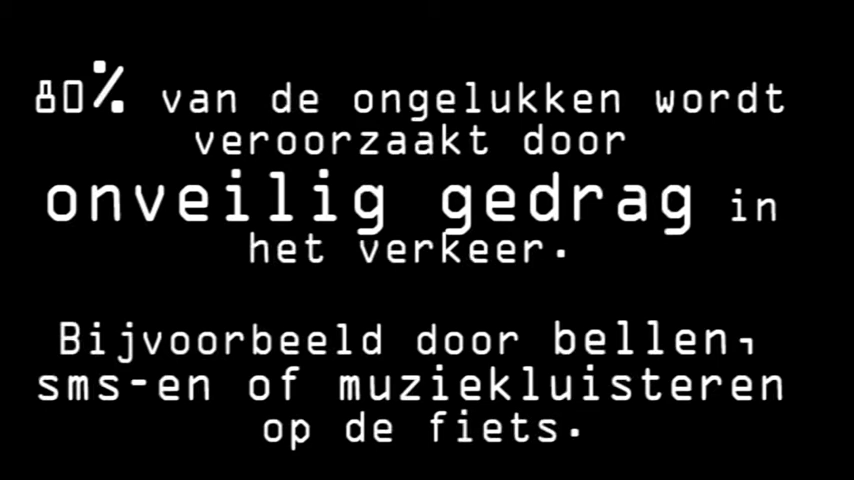 80% van de ongelukken wordt
veroorzaakt door
onveilig gedrag in
het verkeer.
Bijvoorbeeld door bellen,
sms-en of muziekluisteren
op de fiets.